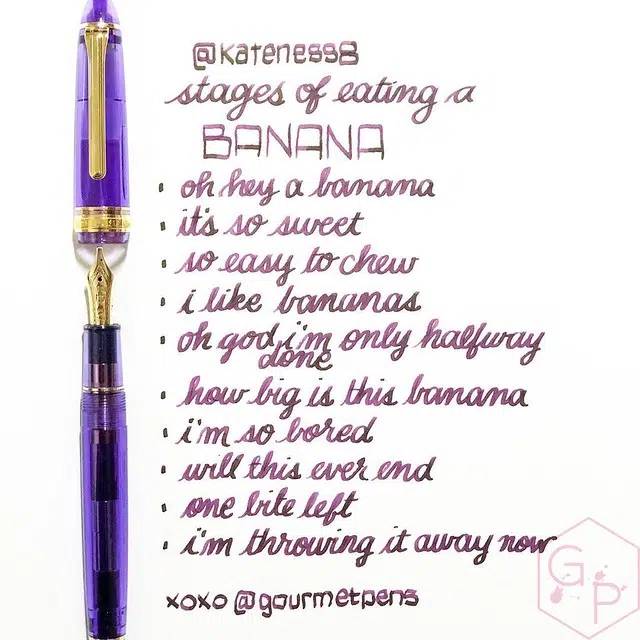 @kateness8
stages of eating a
BANANA
· oh hey a banana
· it's so sweet
· so easy to chew
· i like bananas
· oh god i'm only halfway
done
· how big is this banana
· i'm so bored
· will this ever end
· one bite left
· i'm throwing it away now
xoxo @gourmetpens
G P